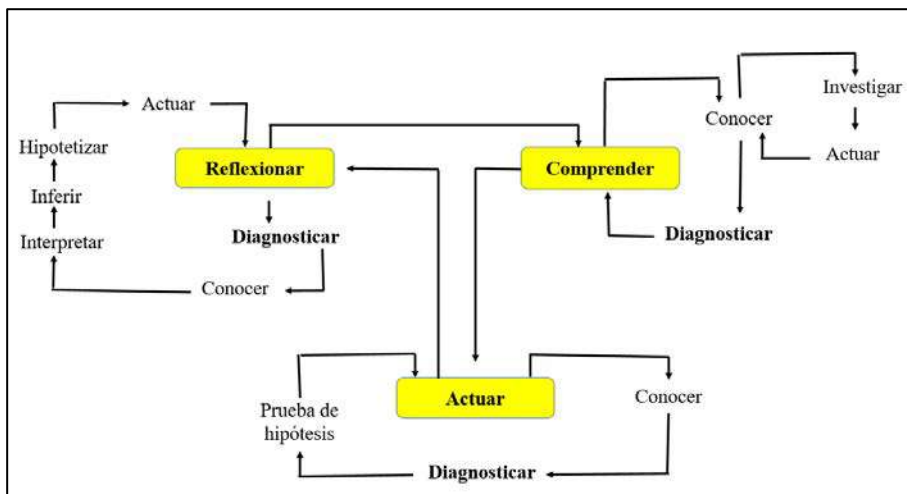 Actuar
Hipotetizar
Reflexionar
Inferir
Diagnosticar
Interpretar
Conocer
Investigar
Conocer
Actuar
Comprender
Diagnosticar
Prueba de
hipótesis
Actuar
Conocer
Diagnosticar